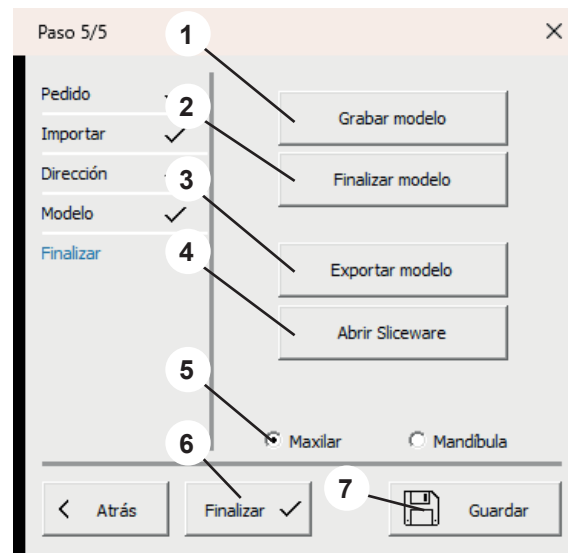 Paso 5/5
1
Pedido
2
Grabar modelo
Importar
Dirección
3
Finalizar modelo
Modelo
Finalizar
4
Exportar modelo
Abrir Sliceware
5
6
Maxilar
Mandíbula
7
Atrás
Finalizar
Guardar